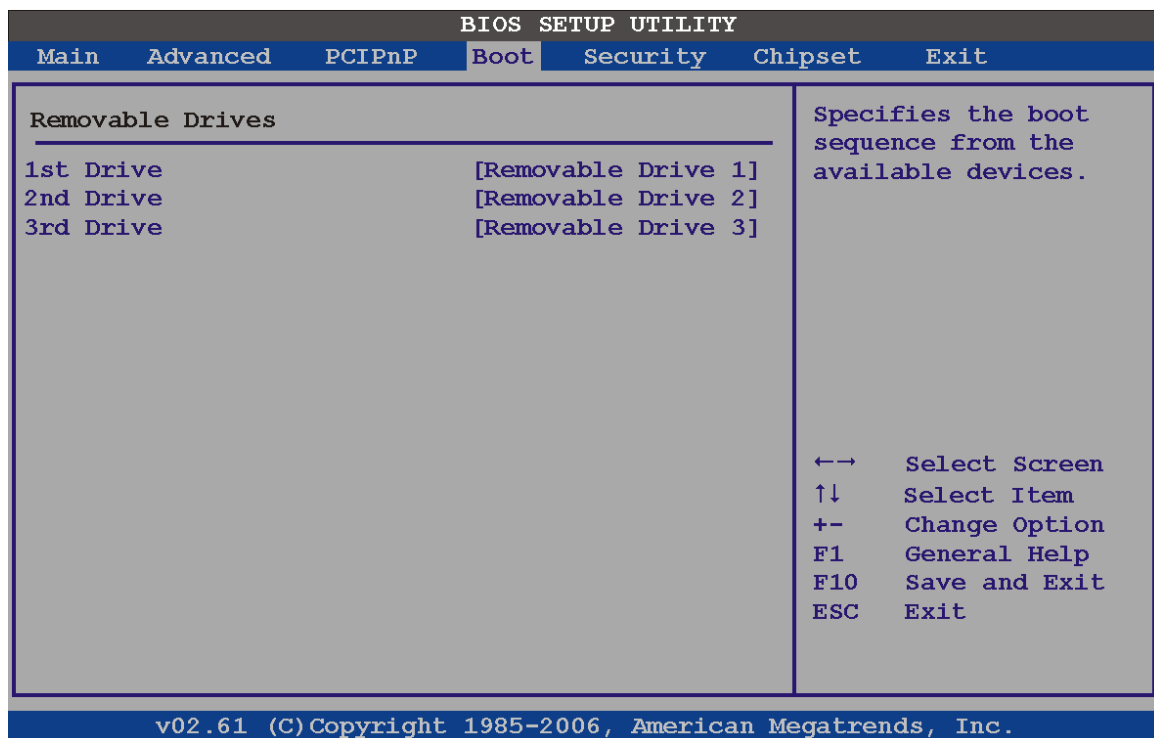 BIOS SETUP UTILITY
Main Advanced PCIPnP Boot Security Chipset Exit
Removable Drives
1st Drive [Removable Drive 1]
2nd Drive [Removable Drive 2]
3rd Drive [Removable Drive 3]
Specifies the boot
sequence from the
available devices.
←→ Select Screen
↑↓ Select Item
+- Change Option
F1 General Help
F10 Save and Exit
ESC Exit
v02.61 (C)Copyright 1985-2006, American Megatrends, Inc.